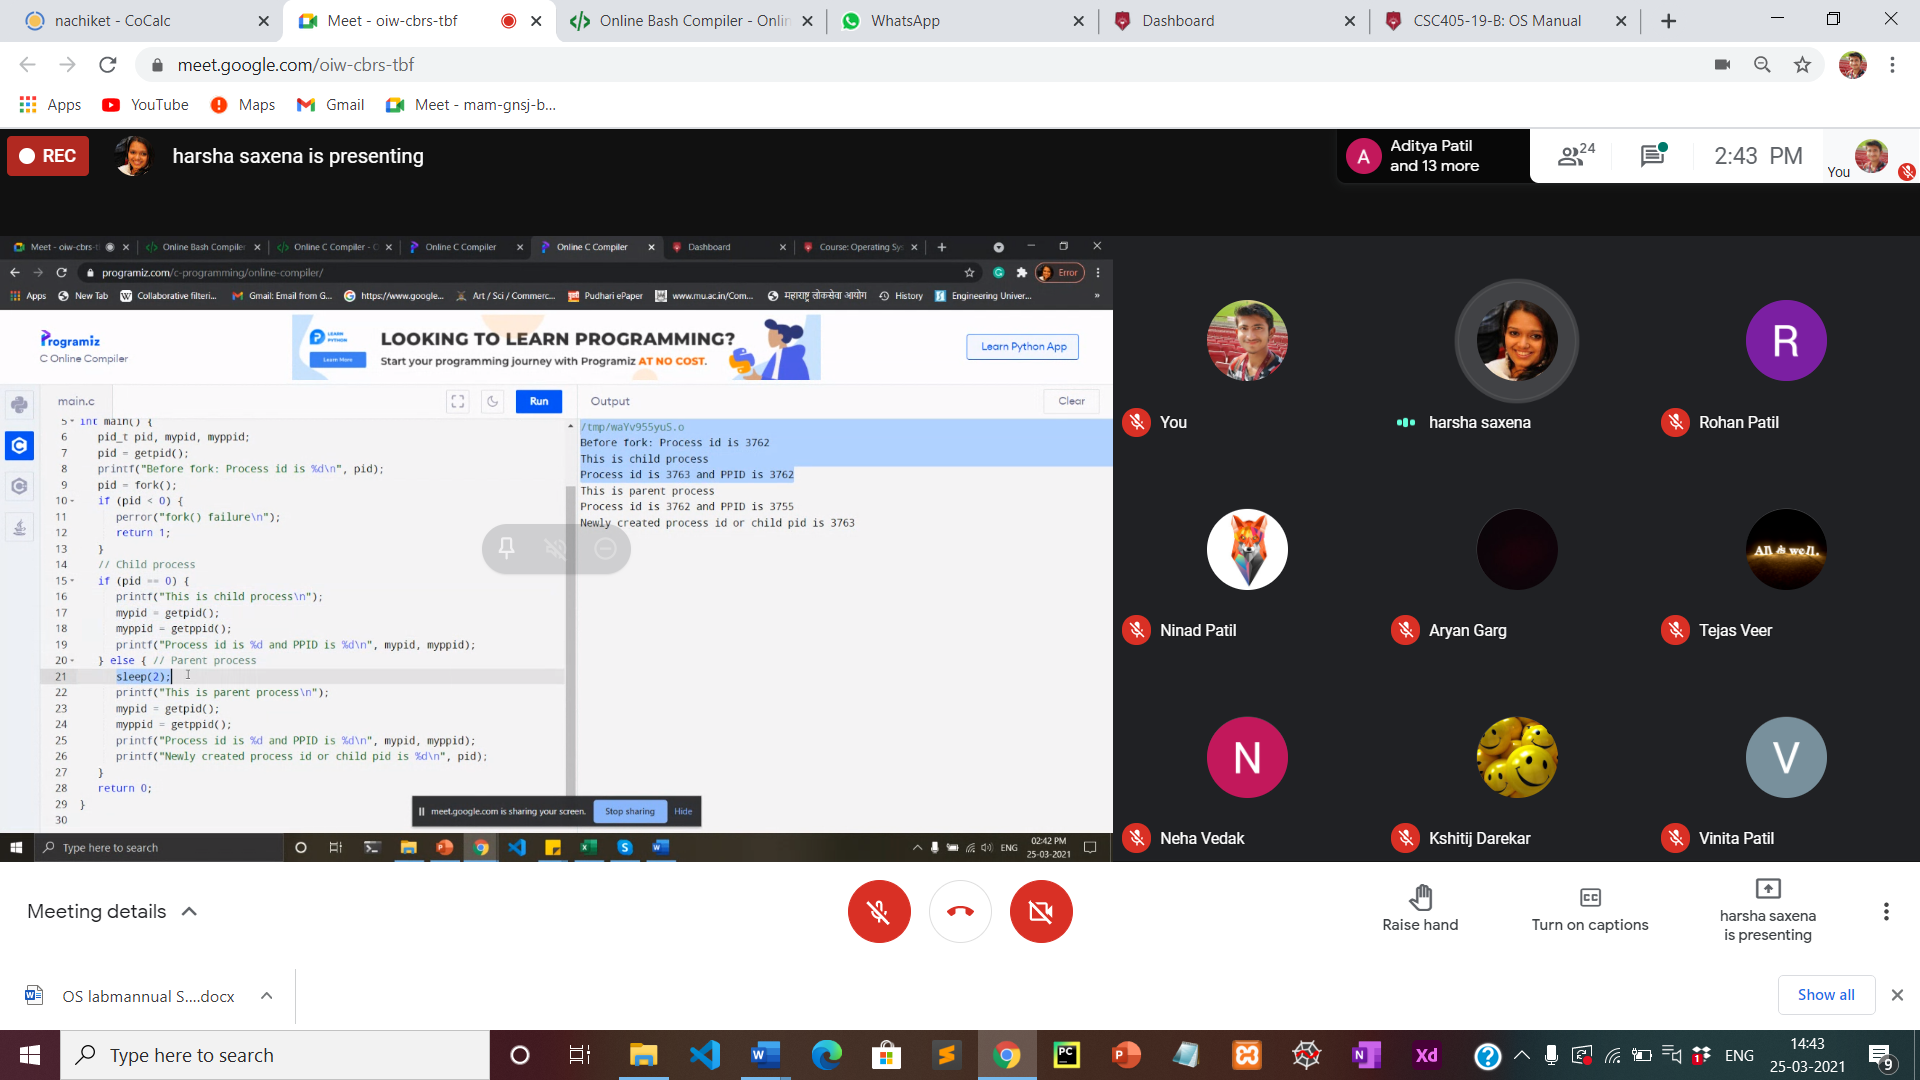 nachiket - CoCalc
Meet - oiw-cbrs-tbf
Online Bash Compiler - Onlin
WhatsApp
Dashboard
CSC405-19-B: OS Manual
meet.google.com/oiw-cbrs-tbf
Apps
YouTube
Maps
Gmail
Meet - mam-gnsj-b...
REC
harsha saxena is presenting
A
Aditya Patil
and 13 more
24
2:43 PM
You
Meet - oiw-cbrs-t
Online Bash Compiler
Online C Compiler - O
Online C Compiler
Online C Compiler
Dashboard
Course: Operating Sy
programiz.com/c-programming/online-compiler/
Error
Apps
New Tab
Collaborative filteri...
Gmail: Email from G...
https://www.google...
Art / Sci / Commerc...
Pudhari ePaper
www.mu.ac.in/Com...
महाराष्ट्र लोकसेवा आयोग
History
Engineering Univer...
»
Programiz
C Online Compiler
LEARN PYTHON
Learn More
LOOKING TO LEARN PROGRAMMING?
Start your programming journey with Programiz AT NO COST.
Learn Python App
main.c
Run
Output
Clear
5 int main() {
6 pid_t pid, mypid, myppid;
7 pid = getpid();
8 printf("Before fork: Process id is %d\n", pid);
9 pid = fork();
10 if (pid < 0) {
11 perror("fork() failure\n");
12 return 1;
13 }
14 // Child process
15 if (pid == 0) {
16 printf("This is child process\n");
17 mypid = getpid();
18 myppid = getppid();
19 printf("Process id is %d and PPID is %d\n", mypid, myppid);
20 } else { // Parent process
21 sleep(2);
22 printf("This is parent process\n");
23 mypid = getpid();
24 myppid = getppid();
25 printf("Process id is %d and PPID is %d\n", mypid, myppid);
26 printf("Newly created process id or child pid is %d\n", pid);
27 }
28 return 0;
29 }
30
/tmp/waYv955yuS.o
Before fork: Process id is 3762
This is child process
Process id is 3763 and PPID is 3762
This is parent process
Process id is 3762 and PPID is 3755
Newly created process id or child pid is 3763
meet.google.com is sharing your screen.
Stop sharing
Hide
Type here to search
ENG
02:42 PM
25-03-2021
You
harsha saxena
R
Rohan Patil
Ninad Patil
Aryan Garg
All is well.
Tejas Veer
N
Neha Vedak
Kshitij Darekar
V
Vinita Patil
Meeting details
Raise hand
Turn on captions
harsha saxena
is presenting
OS labmannual S....docx
Show all
Type here to search
ENG
14:43
25-03-2021
9